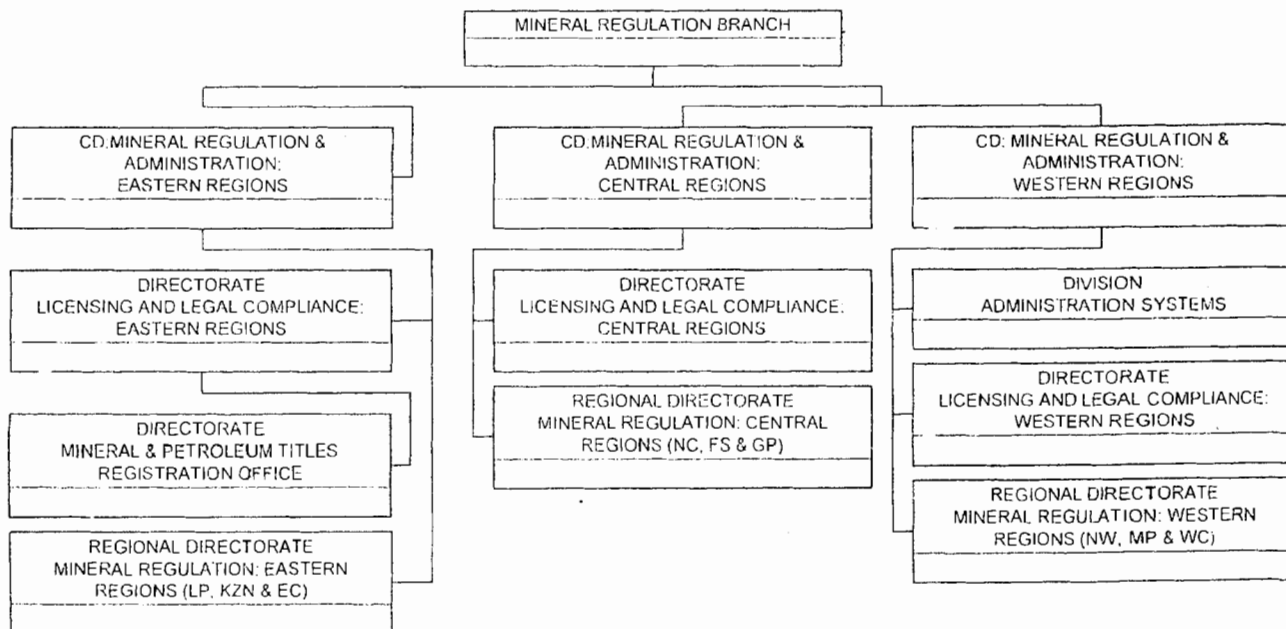 MINERAL REGULATION BRANCH
CD:MINERAL REGULATION &
ADMINISTRATION:
EASTERN REGIONS
CD:MINERAL REGULATION &
ADMINISTRATION:
CENTRAL REGIONS
CD: MINERAL REGULATION &
ADMINISTRATION:
WESTERN REGIONS
DIRECTORATE
LICENSING AND LEGAL COMPLIANCE:
EASTERN REGIONS
DIRECTORATE
LICENSING AND LEGAL COMPLIANCE:
CENTRAL REGIONS
DIVISION
ADMINISTRATION SYSTEMS
DIRECTORATE
MINERAL & PETROLEUM TITLES
REGISTRATION OFFICE
REGIONAL DIRECTORATE
MINERAL REGULATION: CENTRAL
REGIONS (NC, FS & GP)
DIRECTORATE
LICENSING AND LEGAL COMPLIANCE:
WESTERN REGIONS
REGIONAL DIRECTORATE
MINERAL REGULATION: EASTERN
REGIONS (LP, KZN & EC)
REGIONAL DIRECTORATE
MINERAL REGULATION: WESTERN
REGIONS (NW, MP & WC)